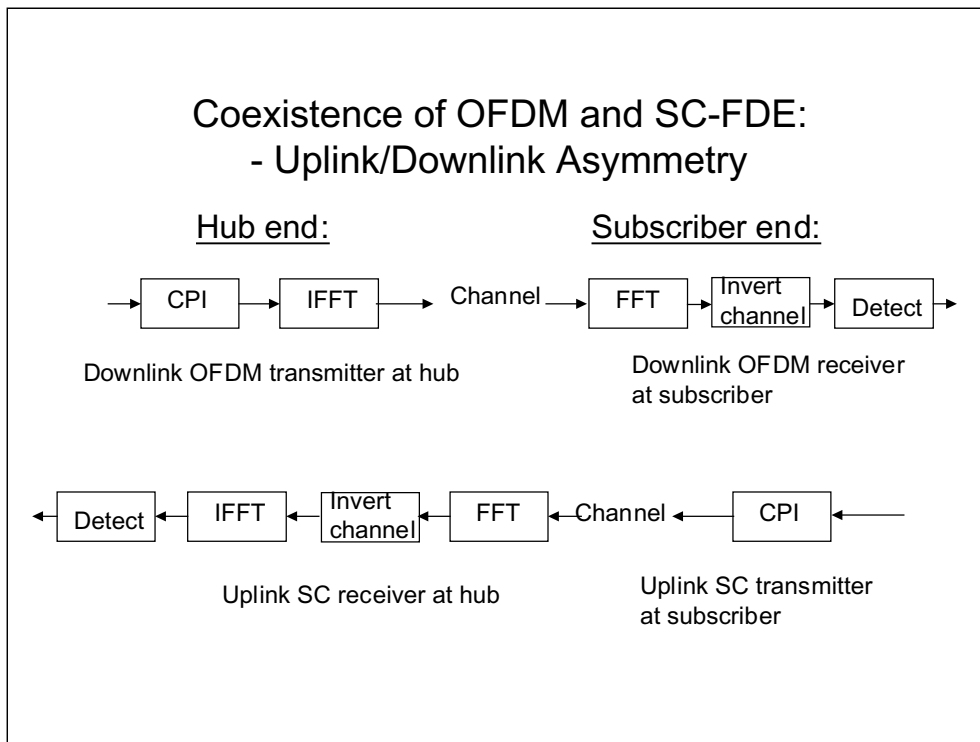 Coexistence of OFDM and SC-FDE:
- Uplink/Downlink Asymmetry
Hub end:
Subscriber end:
CPI
IFFT
Channel
FFT
Invert
channel
Detect
Downlink OFDM transmitter at hub
Downlink OFDM receiver
at subscriber
Detect
IFFT
Invert
channel
FFT
Channel
CPI
Uplink SC receiver at hub
Uplink SC transmitter
at subscriber